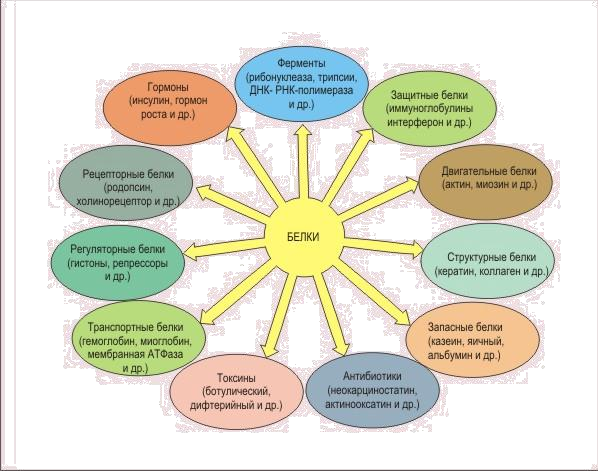 Ферменты
(рибонуклеаза, трипсии,
ДНК- РНК-полимераза
и др.)
Гормоны
(инсулин, гормон
роста и др.)
Защитные белки
(иммуноглобулины
интерферон и др.)
Рецепторные белки
(родопсин,
холинорецептор и др.)
Двигательные белки
(актин, миозин и др.)
БЕЛКИ
Регуляторные белки
(гистоны, репрессоры
и др.)
Структурные белки
(кератин, коллаген и др.)
Транспортные белки
(гемоглобин, миоглобин,
мембранная АТФаза
и др.)
Запасные белки
(казеин, яичный,
альбумин и др.)
Токсины
(ботулический,
дифтерийный и др.)
Антибиотики
(неокарциностатин,
актинооксатин и др.)